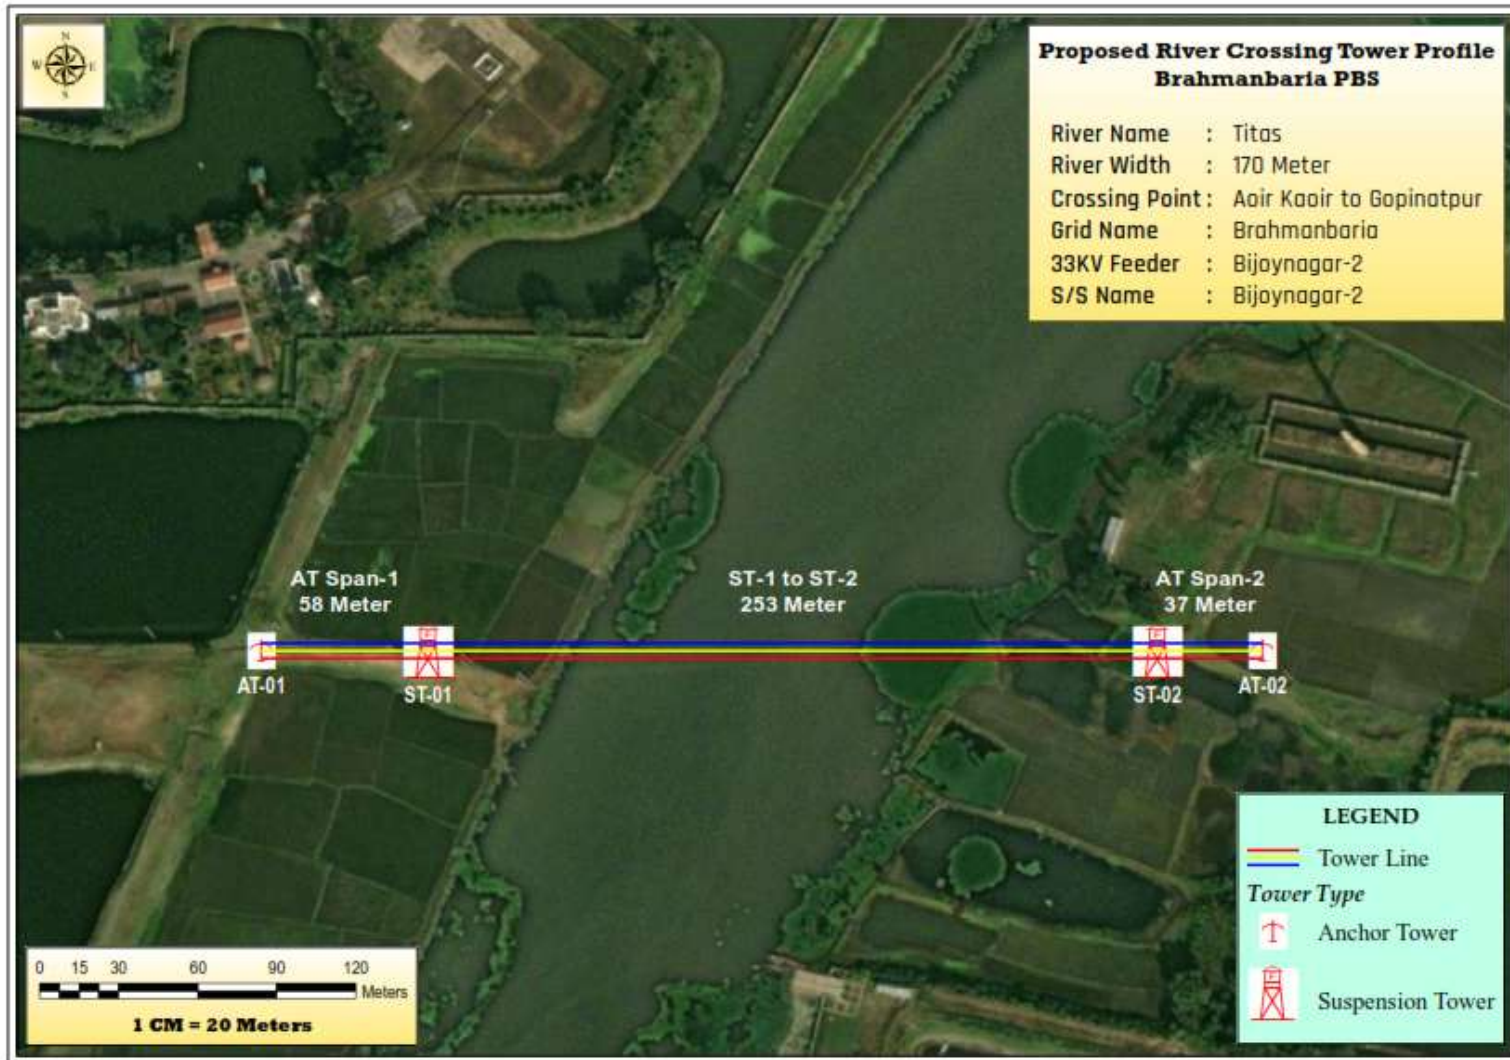 N
W E
S
Proposed River Crossing Tower Profile
Brahmanbaria PBS
River Name : Titas
River Width : 170 Meter
Crossing Point : Aoir Kaoir to Gopinatpur
Grid Name : Brahmanbaria
33KV Feeder : Bijoynagar-2
S/S Name : Bijoynagar-2
AT Span-1
58 Meter
ST-1 to ST-2
253 Meter
AT Span-2
37 Meter
AT-01
ST-01
ST-02
AT-02
LEGEND
Tower Line
Tower Type
Anchor Tower
Suspension Tower
0 15 30 60 90 120
Meters
1 CM = 20 Meters